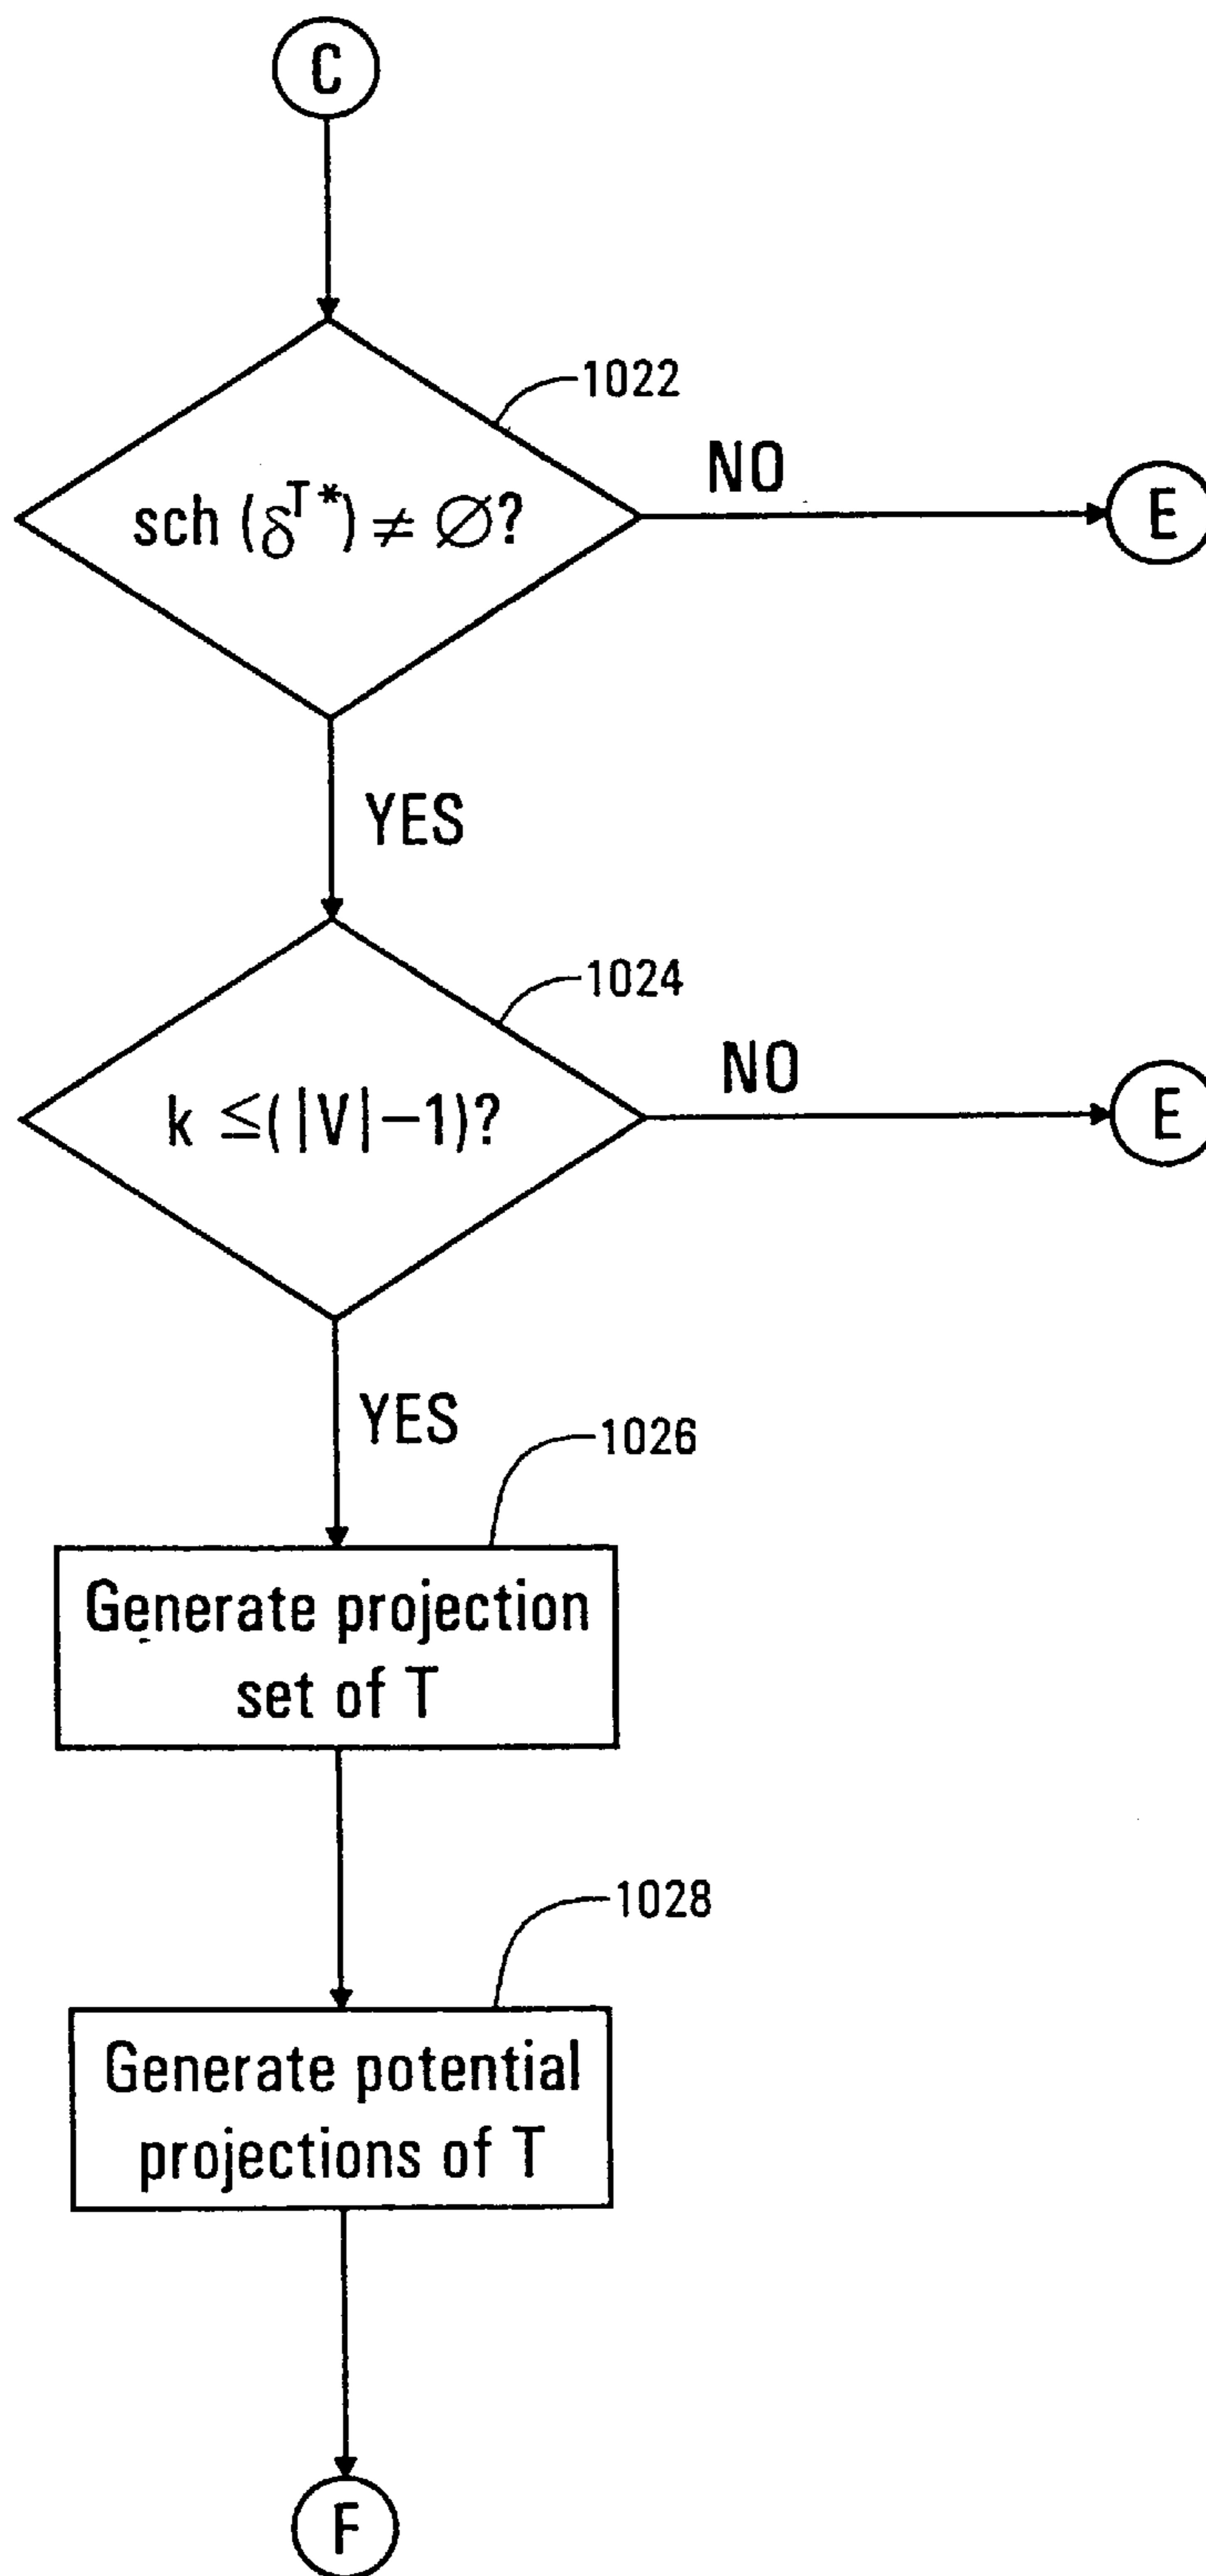 C
1022
sch (δ^T*) ≠ ∅?
NO
E
YES
1024
k ≤(|V|−1)?
NO
E
YES
1026
Generate projection
set of T
1028
Generate potential
projections of T
F